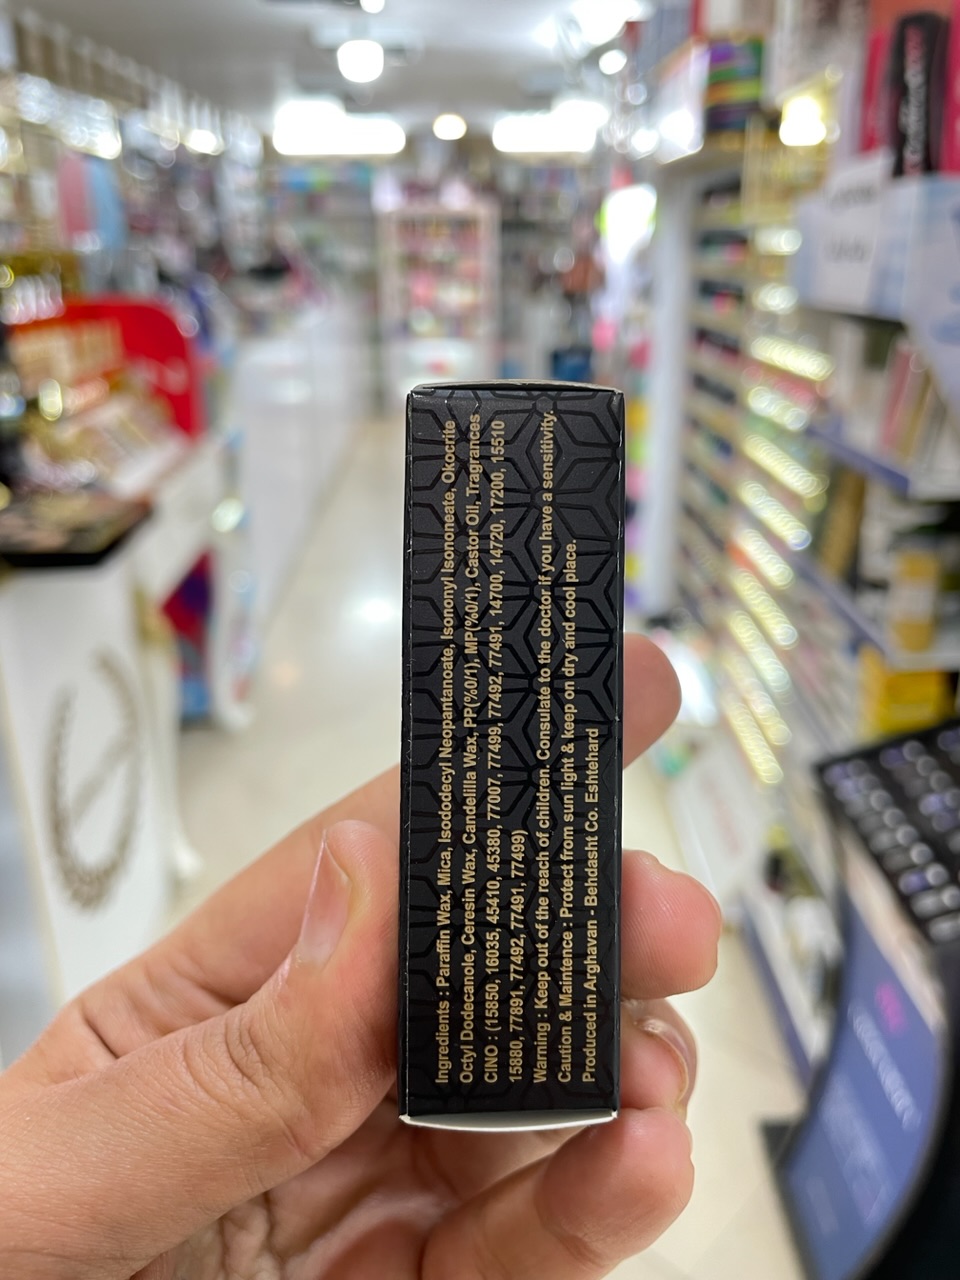 Ingredients : Paraffin Wax, Mica, Isododecyl Neopantanoate, Isononyl Isononeate, Okocrite
Octyl Dodecanole, Ceresin Wax, Candelilla Wax, PP(%0/1), MP(%0/1), Castor Oil, Tragrances
CINO : (15850, 16035, 45410, 45380, 77007, 77499, 77492, 77491, 14700, 14720, 17200, 15510
15880, 77891, 77492, 77491, 77499)
Warning : Keep out of the reach of children. Consulate to the doctor if you have a sensitivity.
Caution & Maintence : Protect from sun light & keep on dry and cool place.
Produced in Arghavan - Behdasht Co. Eshtehard